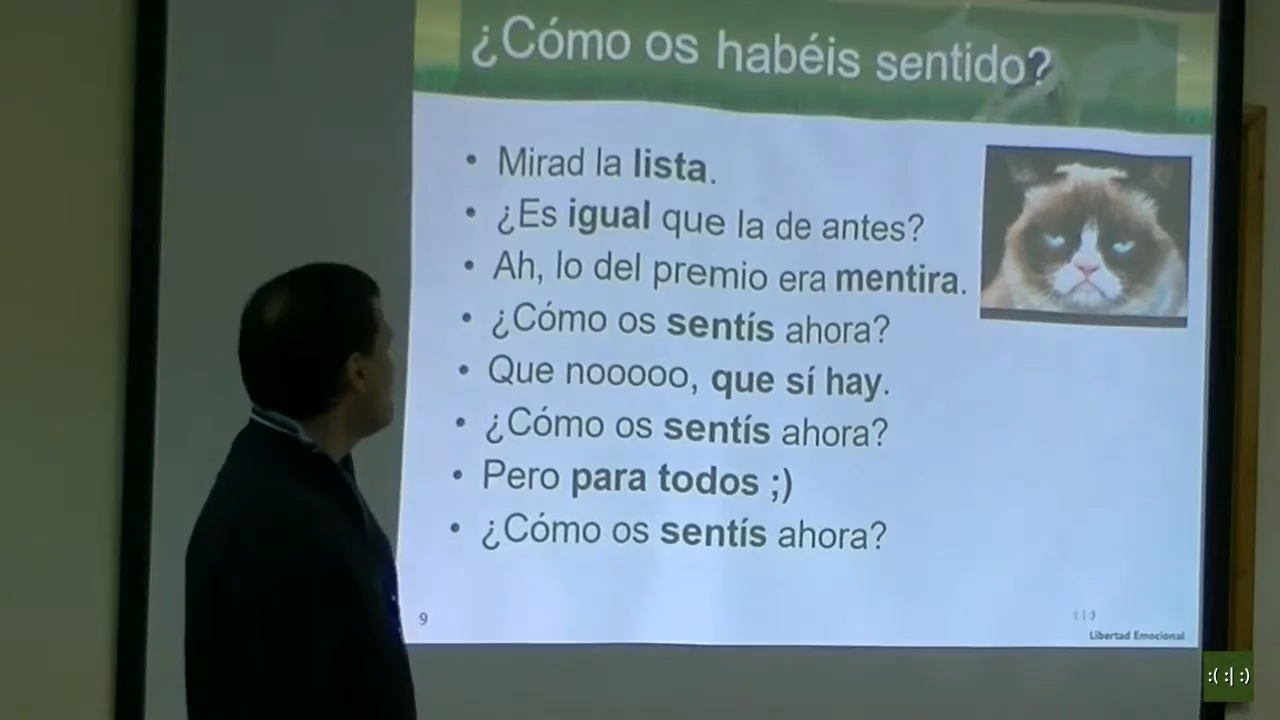 ¿Cómo os habéis sentido?
• Mirad la lista.
• ¿Es igual que la de antes?
• Ah, lo del premio era mentira.
• ¿Cómo os sentís ahora?
• Que nooooo, que sí hay.
• ¿Cómo os sentís ahora?
• Pero para todos ;)
• ¿Cómo os sentís ahora?
9
Libertad Emocional
:( :| :)